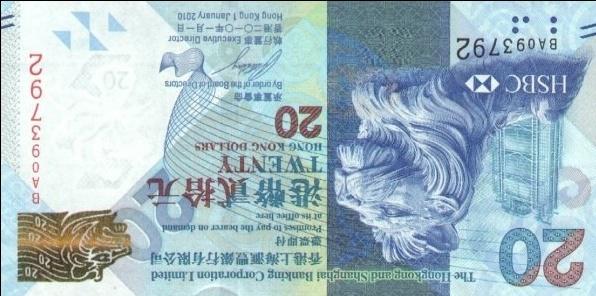 20
The Hongkong and Shanghai Banking Corporation Limited
香港上海滙豐銀行有限公司
憑票即付
Promises to pay the bearer on demand
at its office here
港幣貳拾元
TWENTY
HONG KONG DOLLARS
20
承董事會命
By order of the Board of Directors
執行董事 Executive Director
香港二〇一〇年一月一日
Hong Kong 1 January 2010
HSBC
BA093792
BA093792
20